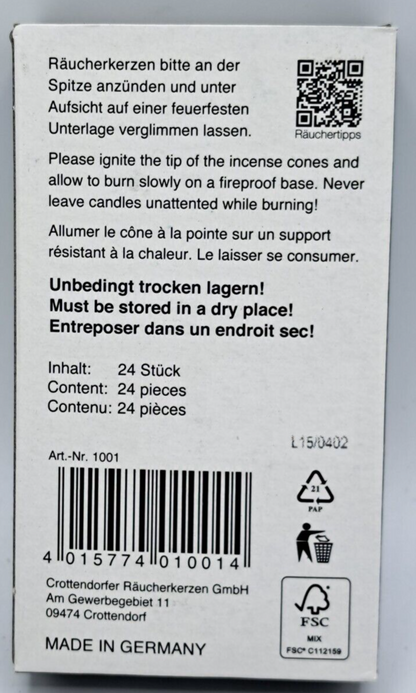 Räucherkerzen bitte an der
Spitze anzünden und unter
Aufsicht auf einer feuerfesten
Unterlage verglimmen lassen.
Räuchertipps
Please ignite the tip of the incense cones and
allow to burn slowly on a fireproof base. Never
leave candles unattented while burning!
Allumer le cône à la pointe sur un support
résistant à la chaleur. Le laisser se consumer.
Unbedingt trocken lagern!
Must be stored in a dry place!
Entreposer dans un endroit sec!
Inhalt: 24 Stück
Content: 24 pieces
Contenu: 24 pièces
L15/0402
Art.-Nr. 1001
4 015774 010014
21
PAP
Crottendorfer Räucherkerzen GmbH
Am Gewerbegebiet 11
09474 Crottendorf
MADE IN GERMANY
FSC
MIX
FSC® C112159